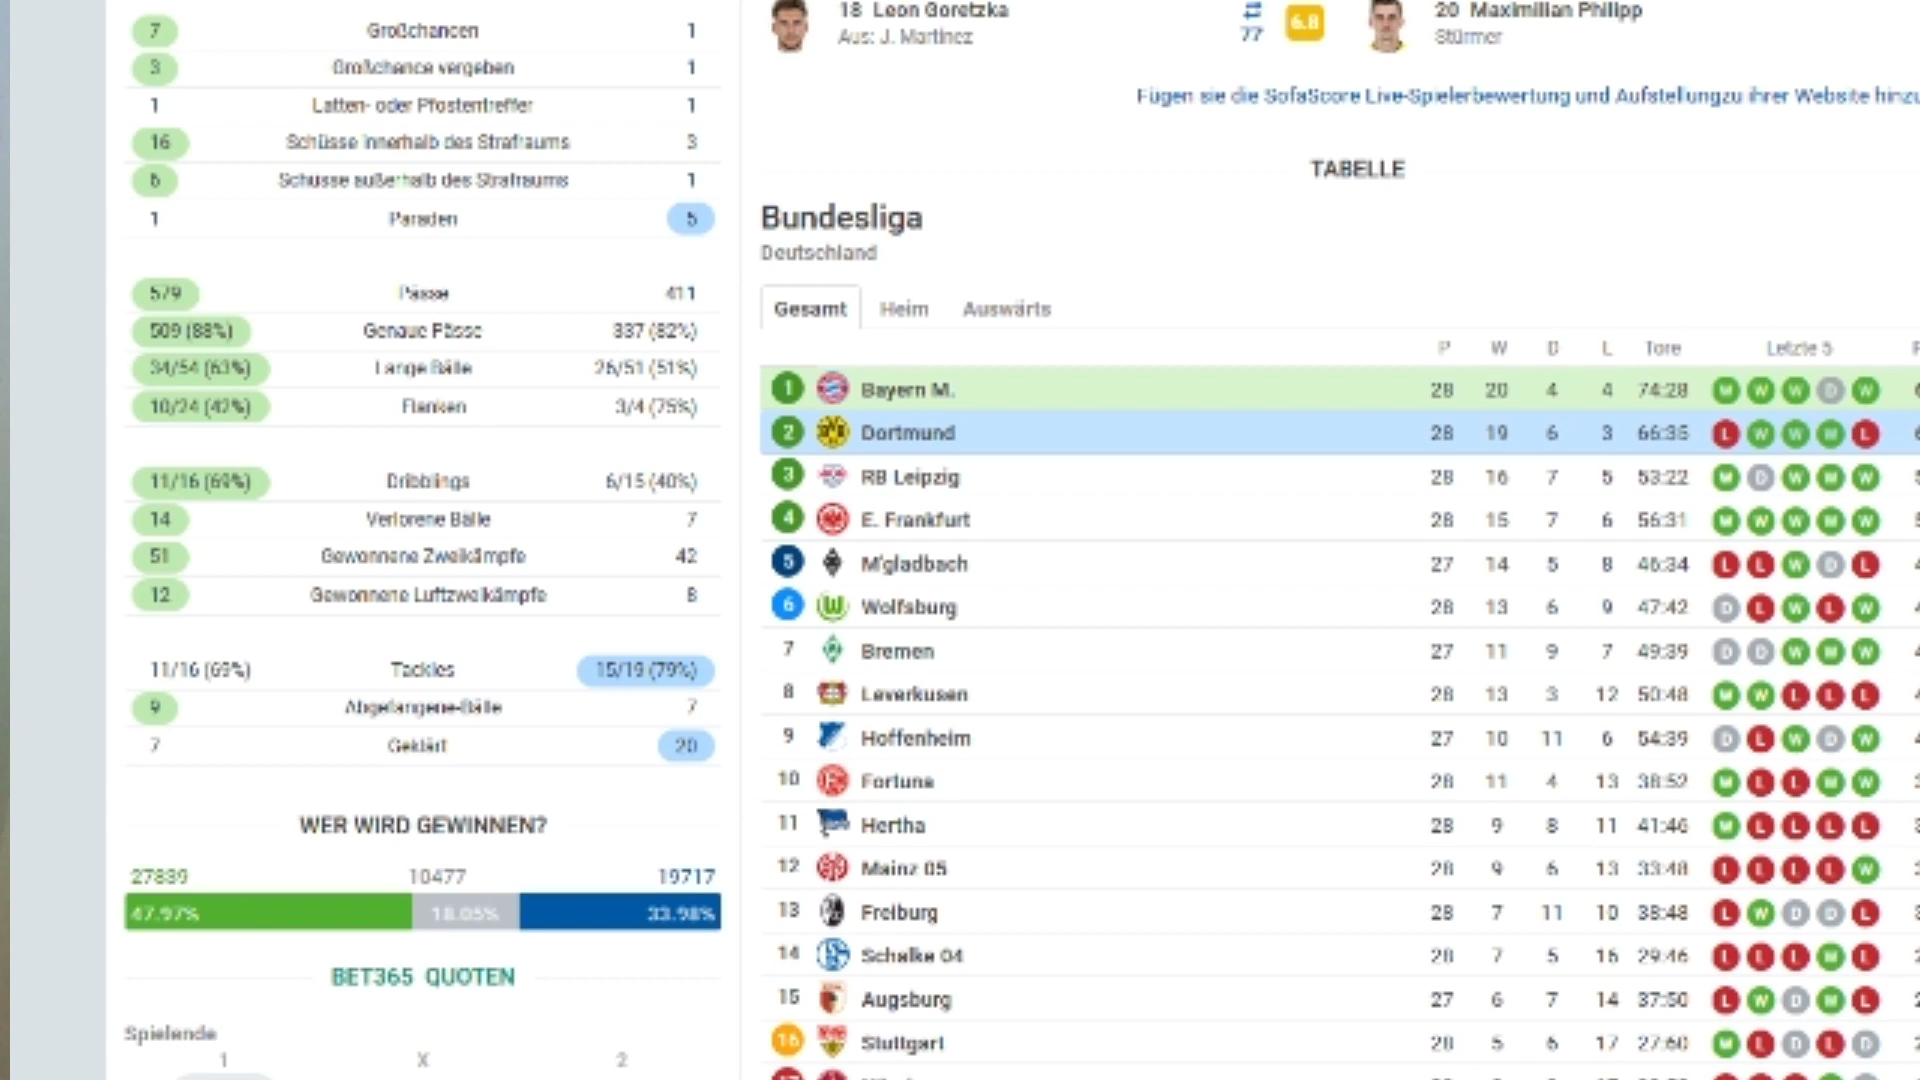 7 Großchancen 1
3 Großchance vergeben 1
1 Latten- oder Pfostentreffer 1
16 Schüsse innerhalb des Strafraums 3
6 Schüsse außerhalb des Strafraums 1
1 Paraden 5
579 Pässe 411
509 (88%) Genaue Pässe 337 (82%)
34/54 (63%) Lange Bälle 26/51 (51%)
10/24 (42%) Flanken 3/4 (75%)
11/16 (69%) Dribblings 6/15 (40%)
14 Verlorene Bälle 7
51 Gewonnene Zweikämpfe 42
12 Gewonnene Luftzweikämpfe 8
11/16 (69%) Tackles 15/19 (79%)
9 Abgefangene-Bälle 7
7 Geklärt 20
WER WIRD GEWINNEN?
27839 10477 19717
47.97% 18.05% 33.98%
BET365 QUOTEN
Spielende
1 X 2
18 Leon Goretzka 20 Maximilian Philipp
Aus: J. Martínez 77 6.8 Stürmer
Fügen sie die SofaScore Live-Spielerbewertung und Aufstellungzu ihrer Website
TABELLE
Bundesliga
Deutschland
Gesamt Heim Auswärts
P W D L Tore Letzte 5
1 Bayern M. 28 20 4 4 74:28 W W W D W
2 Dortmund 28 19 6 3 66:35 L W W W L
3 RB Leipzig 28 16 7 5 53:22 W D W W W
4 E. Frankfurt 28 15 7 6 56:31 W W W W W
5 M'gladbach 27 14 5 8 46:34 L L W D L
6 Wolfsburg 28 13 6 9 47:42 D L W L W
7 Bremen 27 11 9 7 49:39 D D W W W
8 Leverkusen 28 13 3 12 50:48 W W L L L
9 Hoffenheim 27 10 11 6 54:39 D L W D W
10 Fortuna 28 11 4 13 38:52 W L L W W
11 Hertha 28 9 8 11 41:46 W L L L L
12 Mainz 05 28 9 6 13 33:48 L L L L W
13 Freiburg 28 7 11 10 38:48 L W D D L
14 Schalke 04 28 7 5 16 29:46 L L L W L
15 Augsburg 27 6 7 14 37:50 L W D W L
16 Stuttgart 28 5 6 17 27:60 W L D L D